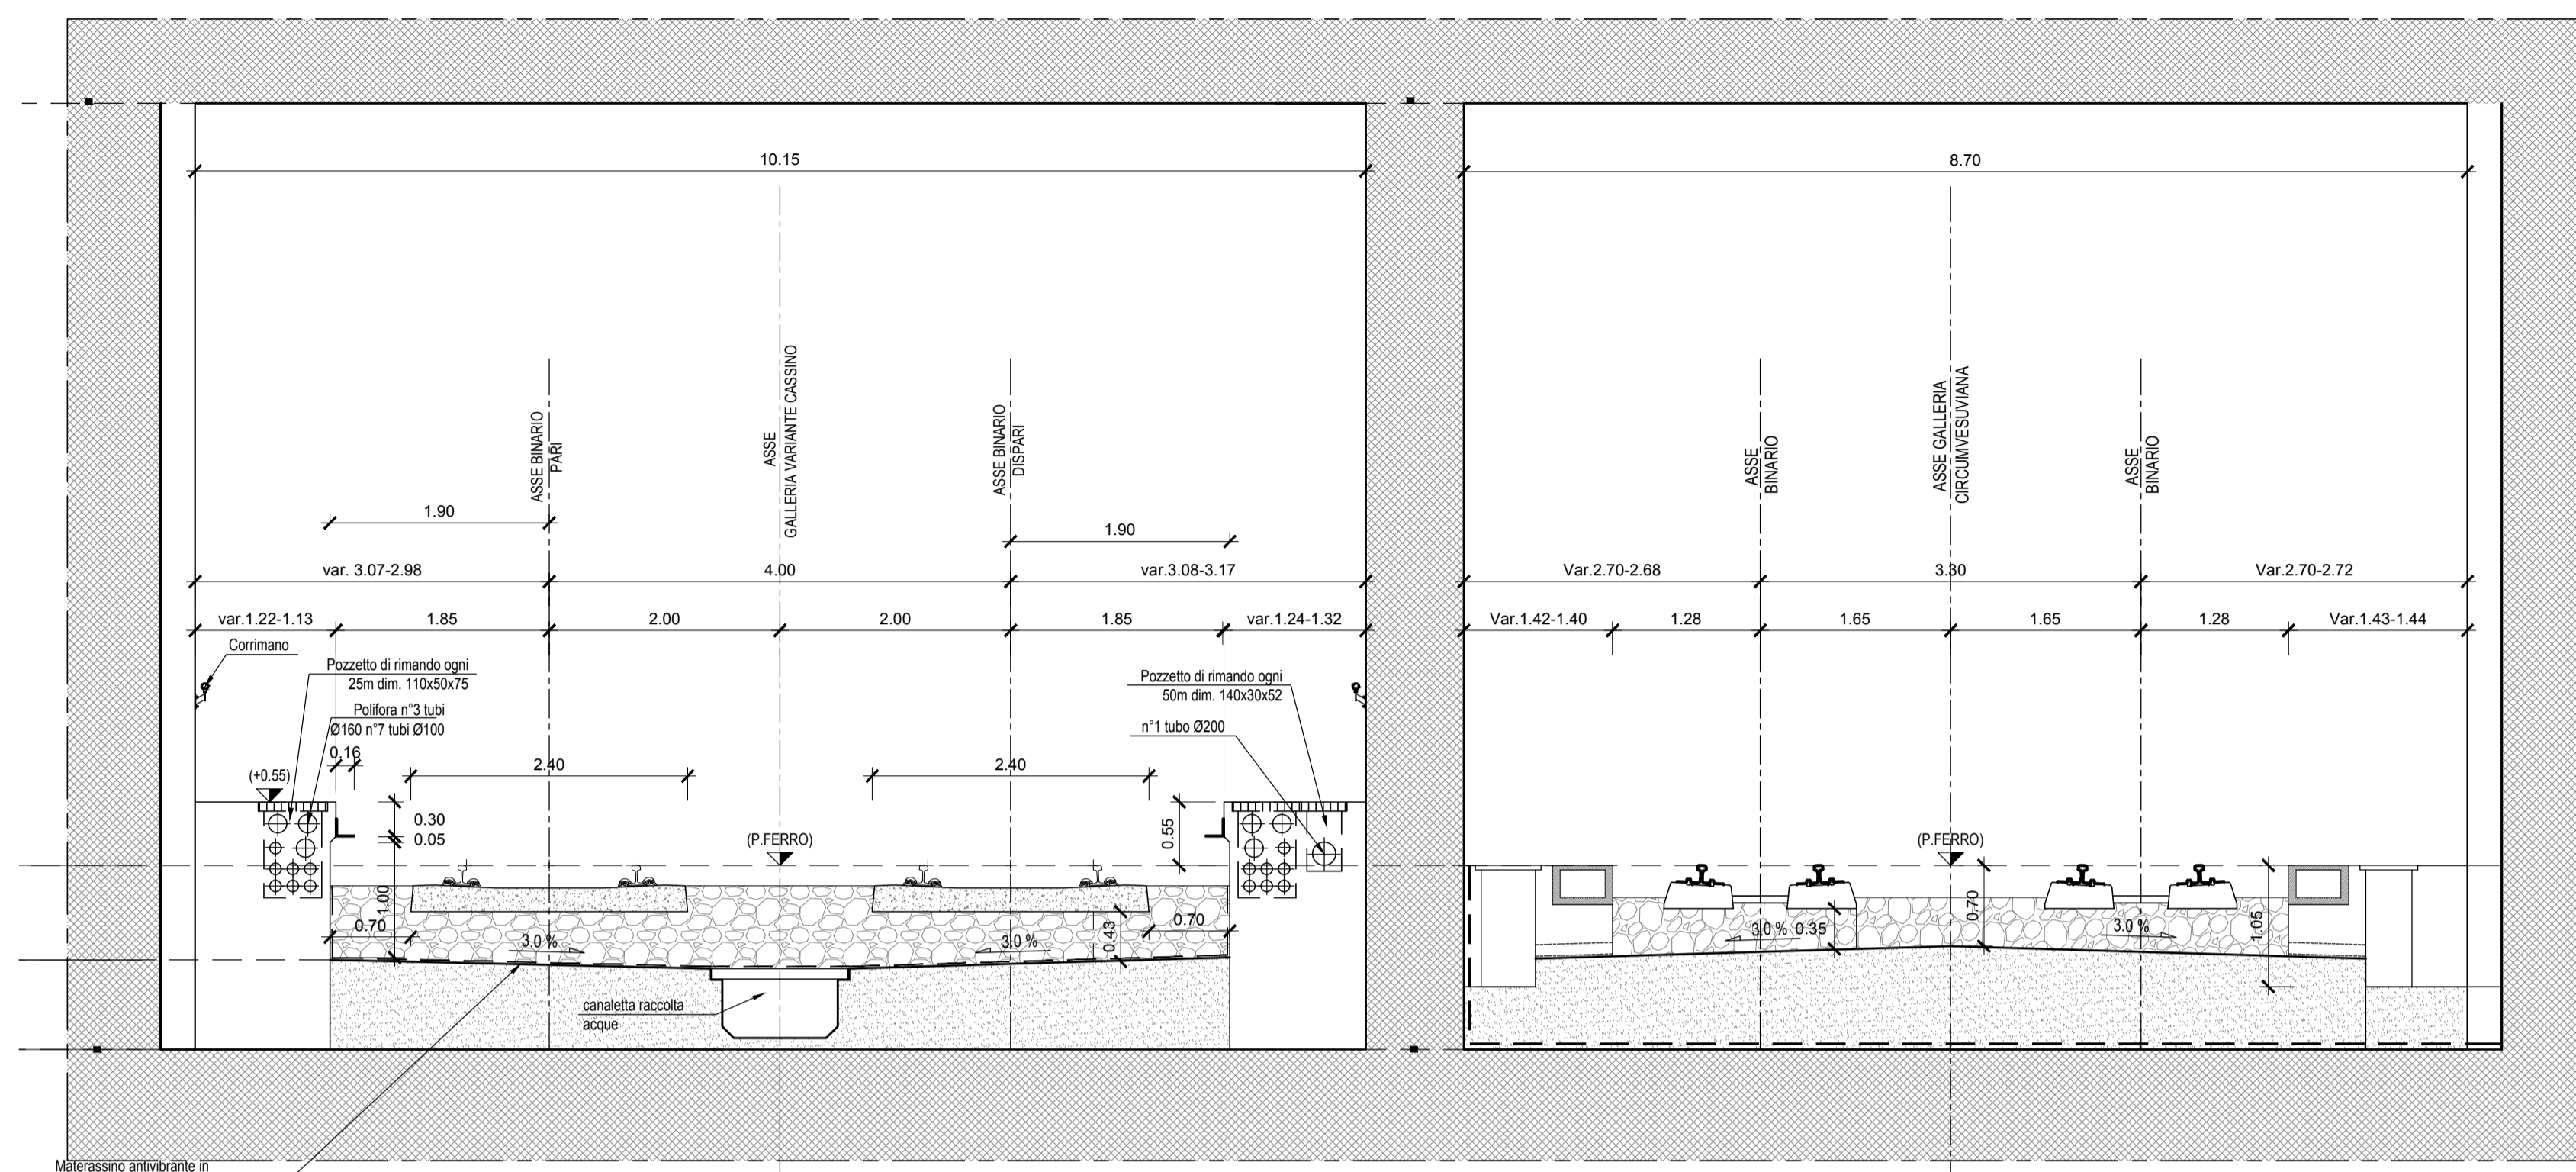 10.15
8.70
ASSE BINARIO
PARI
ASSE
GALLERIA VARIANTE CASSINO
ASSE BINARIO
DISPARI
ASSE
BINARIO
ASSE GALLERIA
CIRCUMVESUVIANA
ASSE
BINARIO
1.90
1.90
var. 3.07-2.98
4.00
var.3.08-3.17
Var.2.70-2.68
3.30
Var.2.70-2.72
var.1.22-1.13
1.85
2.00
2.00
1.85
var.1.24-1.32
Var.1.42-1.40
1.28
1.65
1.65
1.28
Var.1.43-1.44
Corrimano
Pozzetto di rimando ogni
25m dim. 110x50x75
Polifora n°3 tubi
Ø160 n°7 tubi Ø100
0.16
Pozzetto di rimando ogni
50m dim. 140x30x52
n°1 tubo Ø200
(+0.55)
2.40
2.40
0.30
0.05
0.55
(P.FERRO)
(P.FERRO)
1.00
0.70
3.0 %
3.0 %
0.43
0.70
3.0 %
0.35
0.70
3.0 %
1.05
canaletta raccolta
acque
Materassino antivibrante in